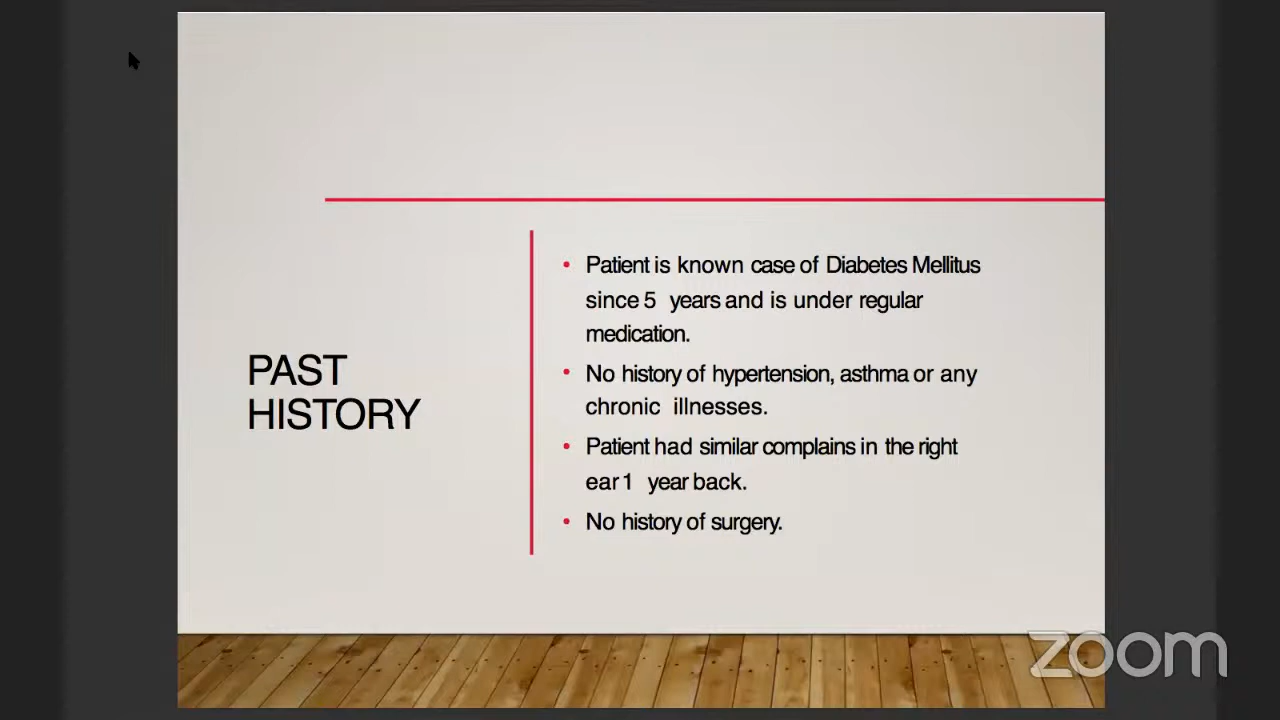 PAST
HISTORY
• Patient is known case of Diabetes Mellitus
since 5 years and is under regular
medication.
• No history of hypertension, asthma or any
chronic illnesses.
• Patient had similar complains in the right
ear 1 year back.
• No history of surgery.
zoom